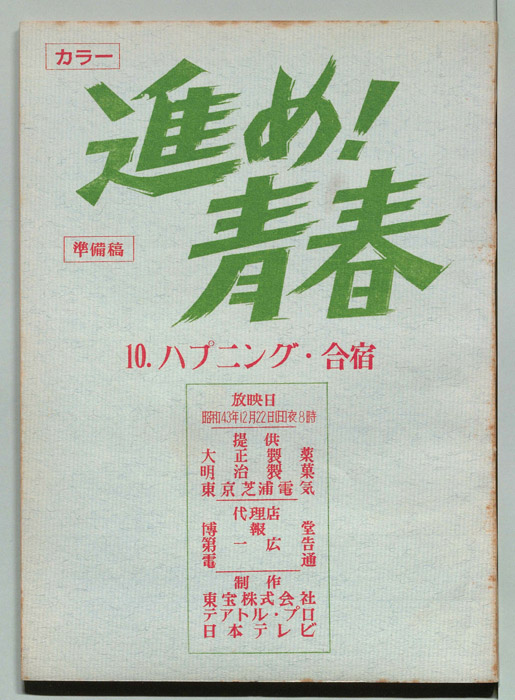 カラー
進め!
青春
準備稿
10.ハプニング・合宿
放映日
昭和43年12月22日(日)夜8時
提供
大正製薬
明治製菓
東京芝浦電気
代理店
博報堂
第一広告
電通
制作
東宝株式会社
テアトル・プロ
日本テレビ